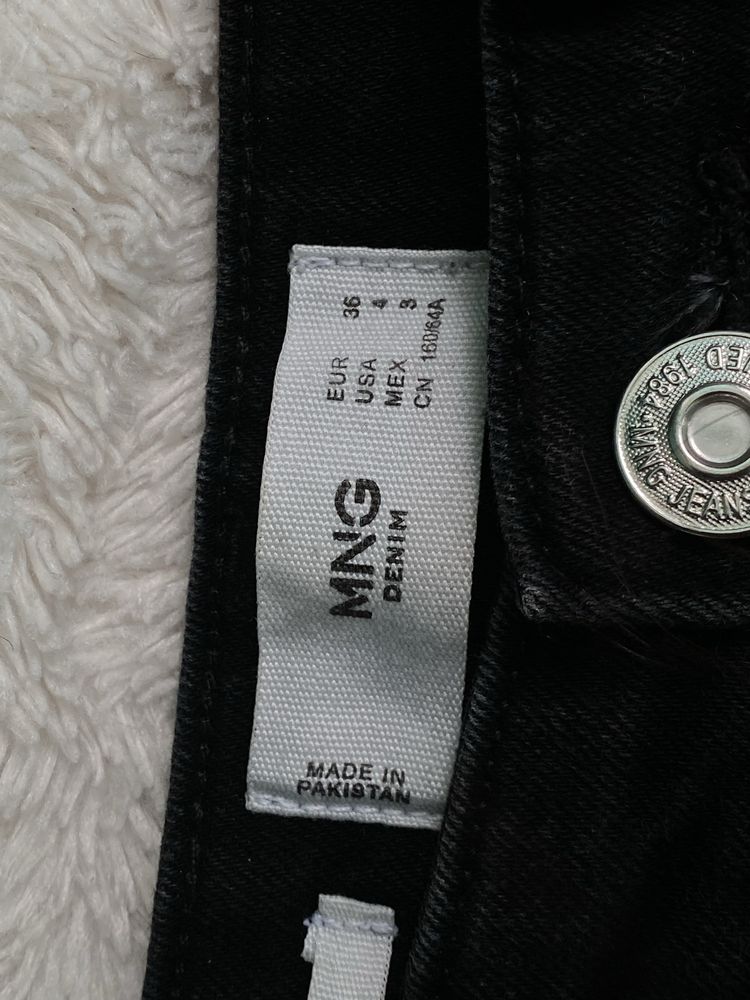 EUR 36
USA 4
MEX 3
CN 160/64A
MNG
DENIM
MADE IN
PAKISTAN
1984-MNG JEANS